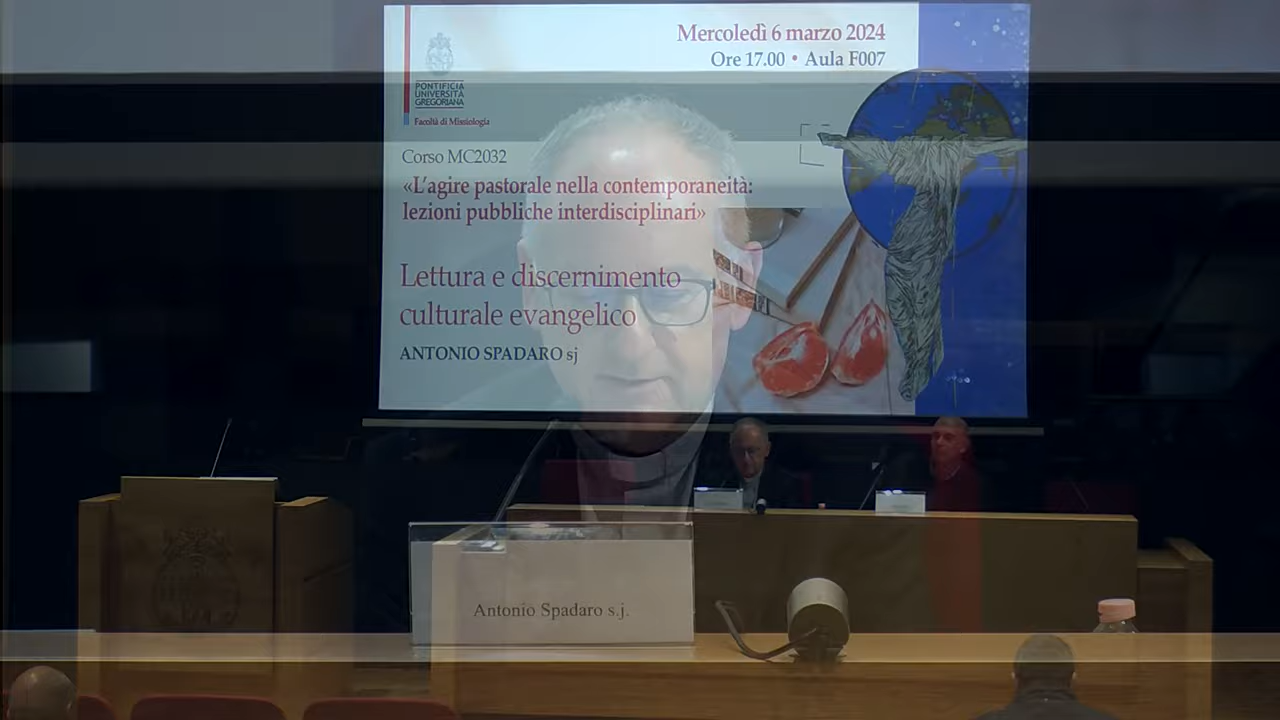 Mercoledì 6 marzo 2024
Ore 17.00 • Aula F007
PONTIFICIA
UNIVERSITÀ
GREGORIANA
Facoltà di Missiologia
Corso MC2032
«L'agire pastorale nella contemporaneità:
lezioni pubbliche interdisciplinari»
Lettura e discernimento
culturale evangelico
ANTONIO SPADARO sj
Antonio Spadaro s.j.